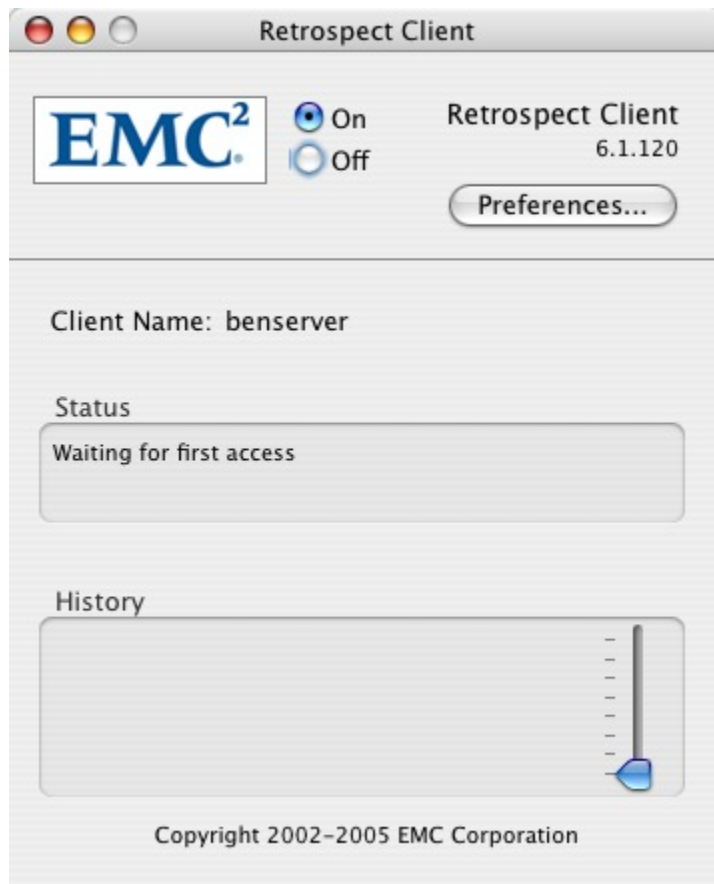 Retrospect Client
EMC²
On
Off
Retrospect Client
6.1.120
Preferences...
Client Name: benserver
Status
Waiting for first access
History
Copyright 2002–2005 EMC Corporation